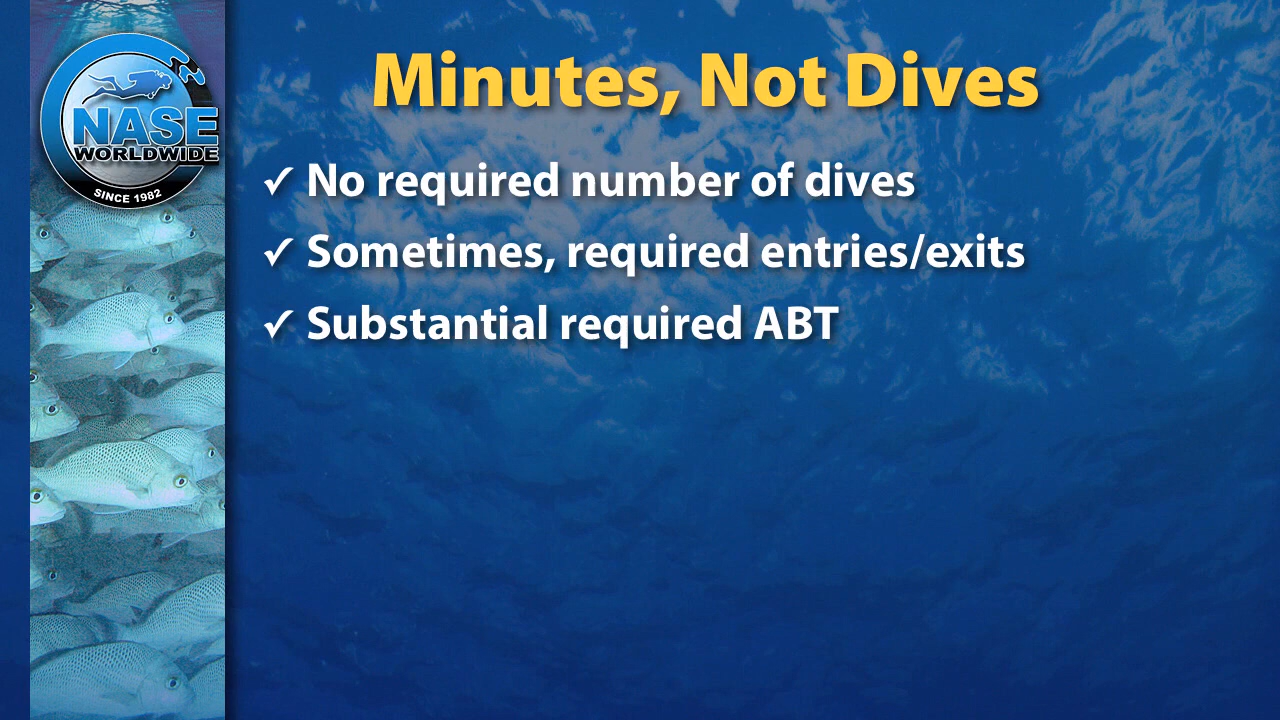 Minutes, Not Dives
NASE
WORLDWIDE
SINCE 1982
✓ No required number of dives
✓ Sometimes, required entries/exits
✓ Substantial required ABT